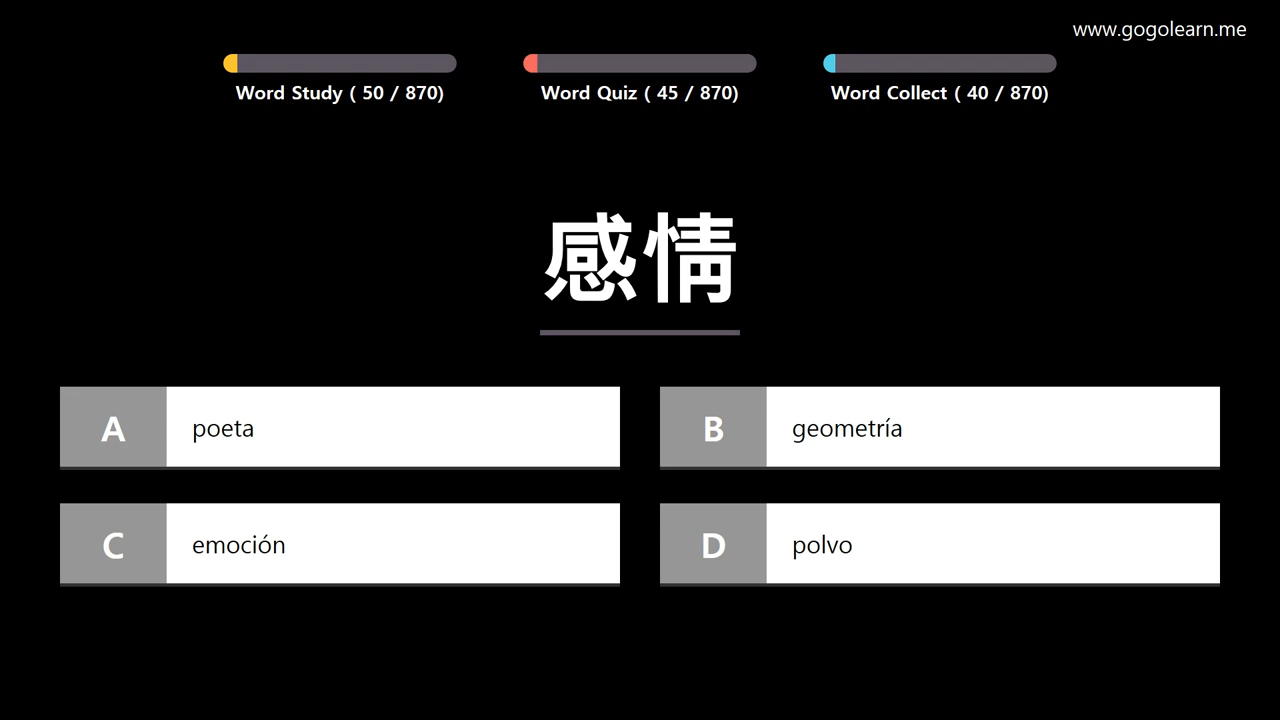 www.gogolearn.me
Word Study ( 50 / 870)
Word Quiz ( 45 / 870)
Word Collect ( 40 / 870)
感情
A poeta
B geometría
C emoción
D polvo